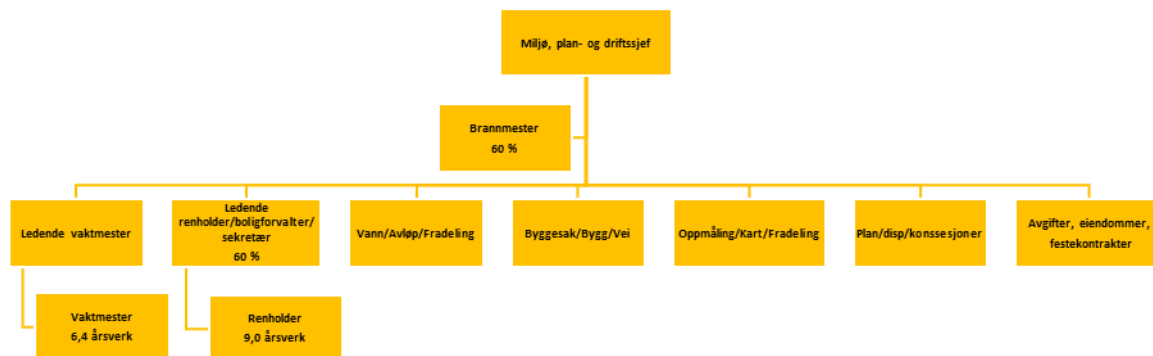 Miljø, plan- og driftssjef
Brannmester
60 %
Ledende vaktmester
Ledende
renholder/boligforvalter/
sekretær
60 %
Vann/Avløp/Fradeling
Byggesak/Bygg/Vei
Oppmåling/Kart/Fradeling
Plan/disp/konssesjoner
Avgifter, eiendommer,
festekontrakter
Vaktmester
6,4 årsverk
Renholder
9,0 årsverk